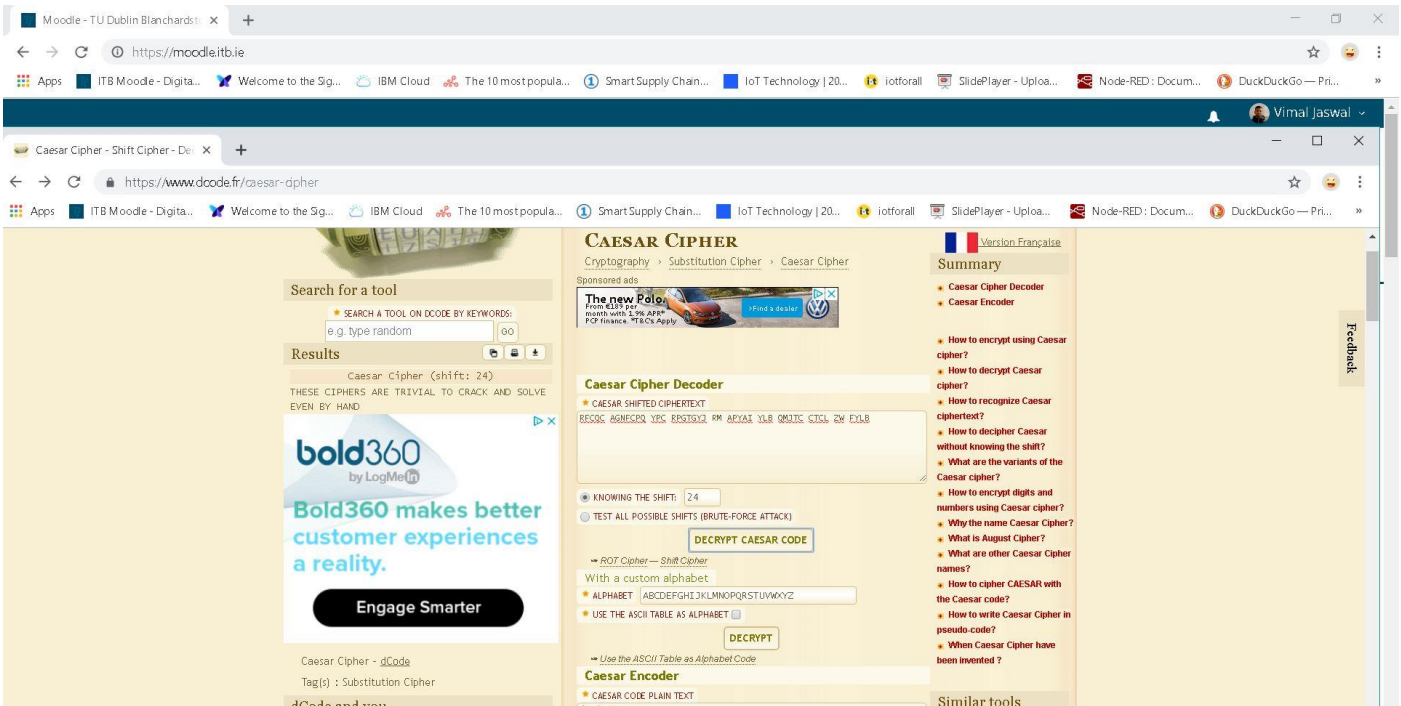 Moodle - TU Dublin Blanchardst
https://moodle.itb.ie
Apps ITB Moodle - Digita... Welcome to the Sig... IBM Cloud The 10 most popula... Smart Supply Chain... IoT Technology | 20... iotforall SlidePlayer - Uploa... Node-RED : Docum... DuckDuckGo — Pri... »
Vimal Jaswal
Caesar Cipher - Shift Cipher - De
https://www.dcode.fr/caesar-cipher
Apps ITB Moodle - Digita... Welcome to the Sig... IBM Cloud The 10 most popula... Smart Supply Chain... IoT Technology | 20... iotforall SlidePlayer - Uploa... Node-RED : Docum... DuckDuckGo — Pri... »
Search for a tool
SEARCH A TOOL ON DCODE BY KEYWORDS:
e.g. type random GO
Results
Caesar Cipher (shift: 24)
THESE CIPHERS ARE TRIVIAL TO CRACK AND SOLVE
EVEN BY HAND
bold360
by LogMeIn
Bold360 makes better
customer experiences
a reality.
Engage Smarter
Caesar Cipher - dCode
Tag(s) : Substitution Cipher
dCode and you
CAESAR CIPHER
Cryptography › Substitution Cipher › Caesar Cipher
Sponsored ads
The new Polo.
From €189 per
month with 1.9% APR*
PCP finance. *T&C's Apply
>Find a dealer
Caesar Cipher Decoder
CAESAR SHIFTED CIPHERTEXT
RFCQC AGNFCPQ YPC RPGTGYJ RM APYAI YLB QMJTC CTCL ZW FYLB
KNOWING THE SHIFT: 24
TEST ALL POSSIBLE SHIFTS (BRUTE-FORCE ATTACK)
DECRYPT CAESAR CODE
ROT Cipher — Shift Cipher
With a custom alphabet
ALPHABET ABCDEFGHIJKLMNOPQRSTUVWXYZ
USE THE ASCII TABLE AS ALPHABET
DECRYPT
Use the ASCII Table as Alphabet Code
Caesar Encoder
CAESAR CODE PLAIN TEXT
Version Française
Summary
Caesar Cipher Decoder
Caesar Encoder
How to encrypt using Caesar
cipher?
How to decrypt Caesar
cipher?
How to recognize Caesar
ciphertext?
How to decipher Caesar
without knowing the shift?
What are the variants of the
Caesar cipher?
How to encrypt digits and
numbers using Caesar cipher?
Why the name Caesar Cipher?
What is August Cipher?
What are other Caesar Cipher
names?
How to cipher CAESAR with
the Caesar code?
How to write Caesar Cipher in
pseudo-code?
When Caesar Cipher have
been invented ?
Similar tools
Feedback